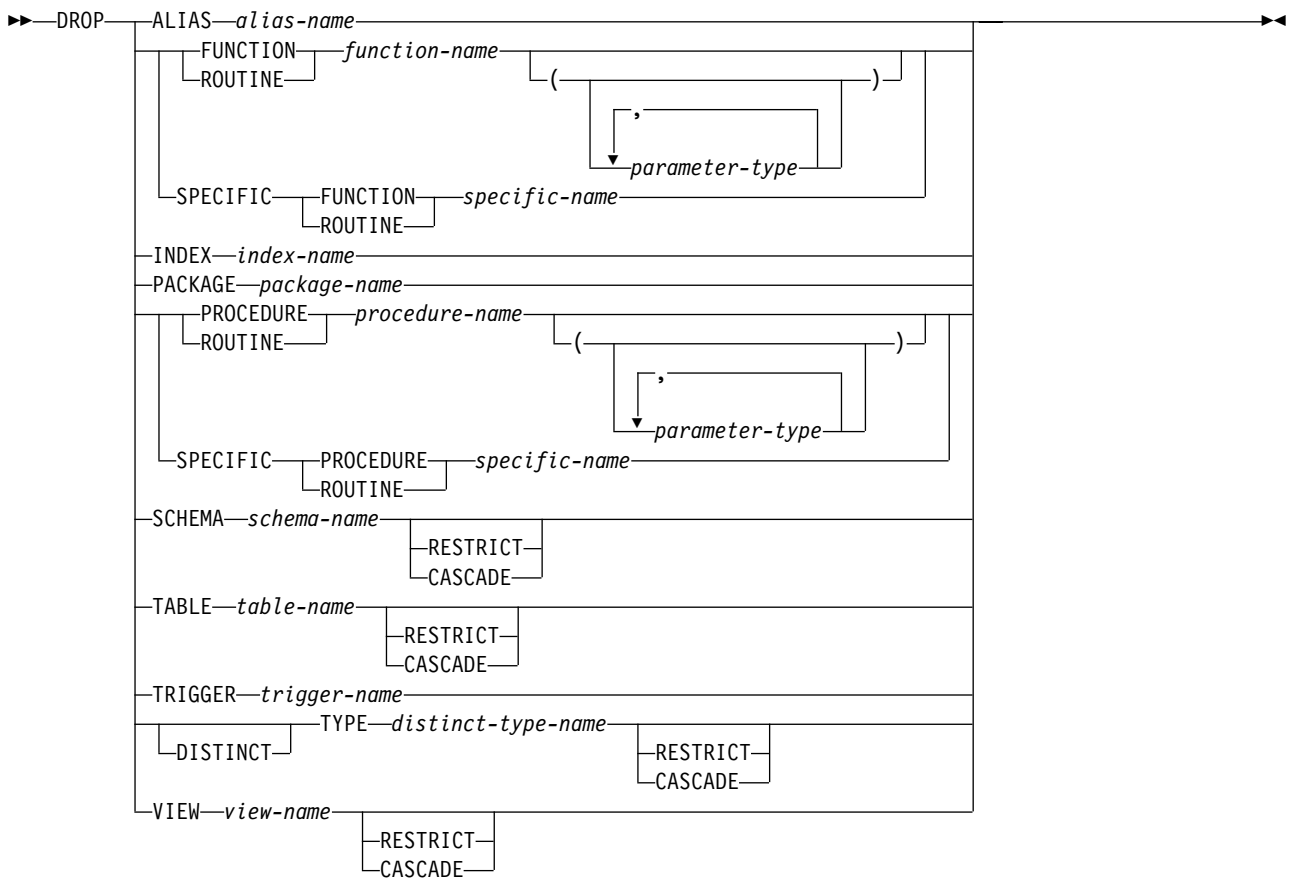 DROP ALIAS alias-name
FUNCTION function-name
ROUTINE ( )
,
parameter-type
SPECIFIC FUNCTION specific-name
ROUTINE
INDEX index-name
PACKAGE package-name
PROCEDURE procedure-name
ROUTINE ( )
,
parameter-type
SPECIFIC PROCEDURE specific-name
ROUTINE
SCHEMA schema-name
RESTRICT
CASCADE
TABLE table-name
RESTRICT
CASCADE
TRIGGER trigger-name
TYPE distinct-type-name
DISTINCT RESTRICT
CASCADE
VIEW view-name
RESTRICT
CASCADE